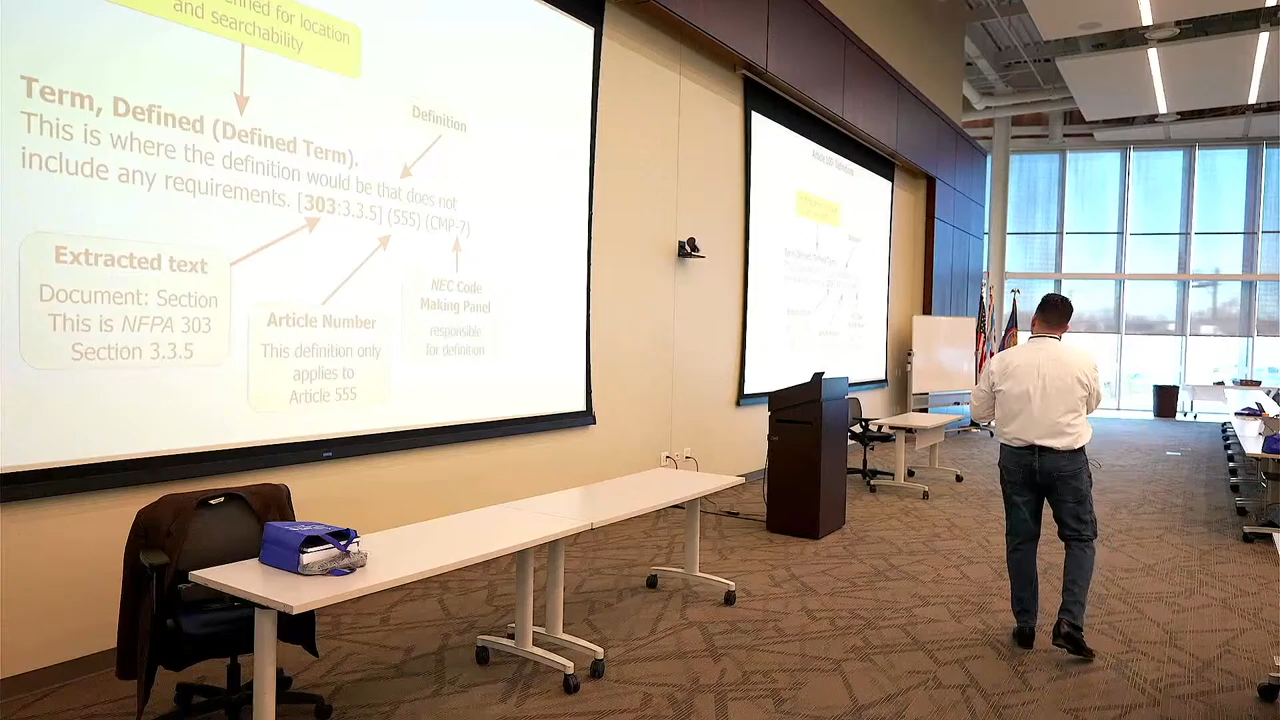 for location
and searchability
Term, Defined (Defined Term).
This is where the definition would be that does not
include any requirements. [303:3.3.5] (555) (CMP-7)
Definition
Extracted text
Document: Section
This is NFPA 303
Section 3.3.5
Article Number
This definition only
applies to
Article 555
NEC Code
Making Panel
responsible
for definition